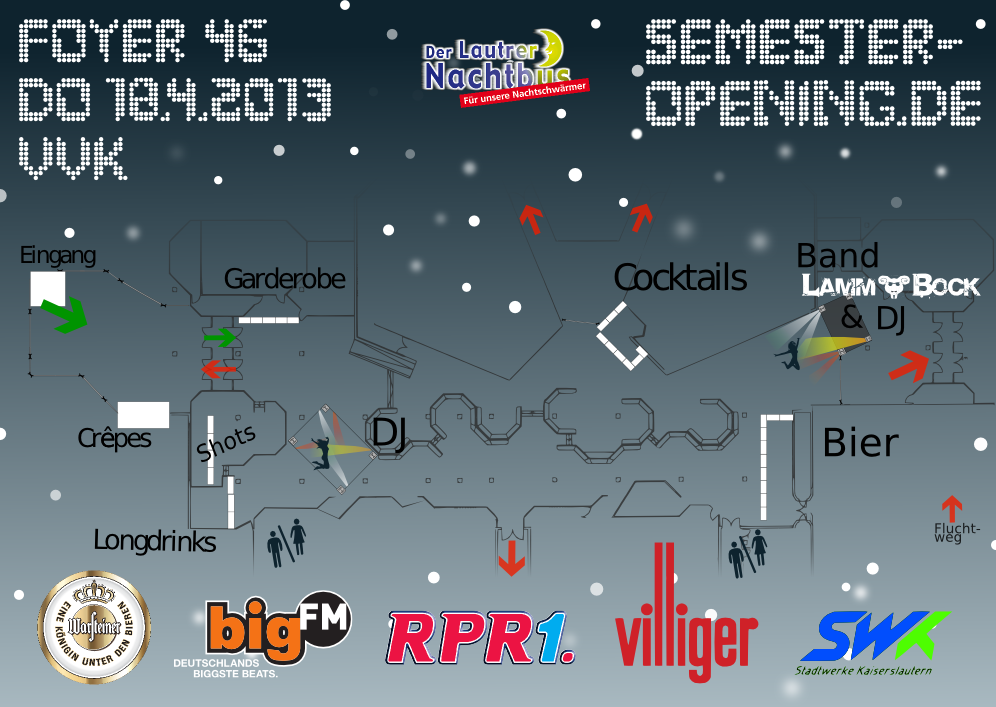 FOYER 46
DO 18.4.2013
VVK
Der Lautrer
Nachtbus
Für unsere Nachtschwärmer
SEMESTER-
OPENING.DE
Eingang
Garderobe
Cocktails
Band
LAMM BOCK
& DJ
Crêpes
Shots
DJ
Bier
Longdrinks
Flucht-
weg
EINE KÖNIGIN UNTER DEN BIEREN
Warsteiner
bigFM
DEUTSCHLANDS
BIGGSTE BEATS.
RPR1.
villiger
SWK
Stadtwerke Kaiserslautern